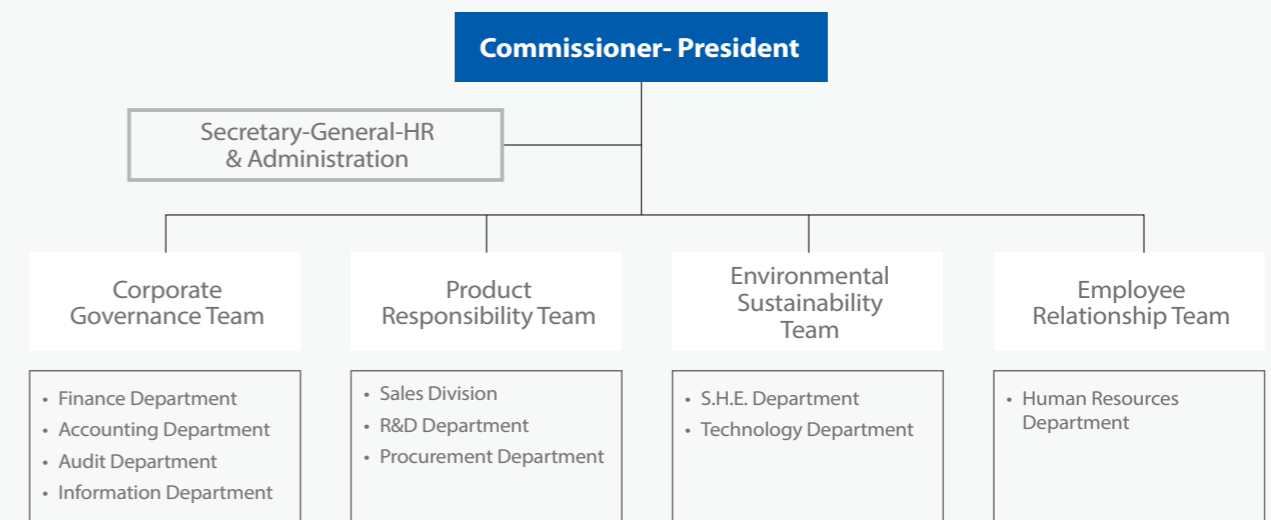 Commissioner- President
Secretary-General-HR
& Administration
Corporate
Governance Team
Product
Responsibility Team
Environmental
Sustainability
Team
Employee
Relationship Team
• Finance Department
• Accounting Department
• Audit Department
• Information Department
• Sales Division
• R&D Department
• Procurement Department
• S.H.E. Department
• Technology Department
• Human Resources
Department